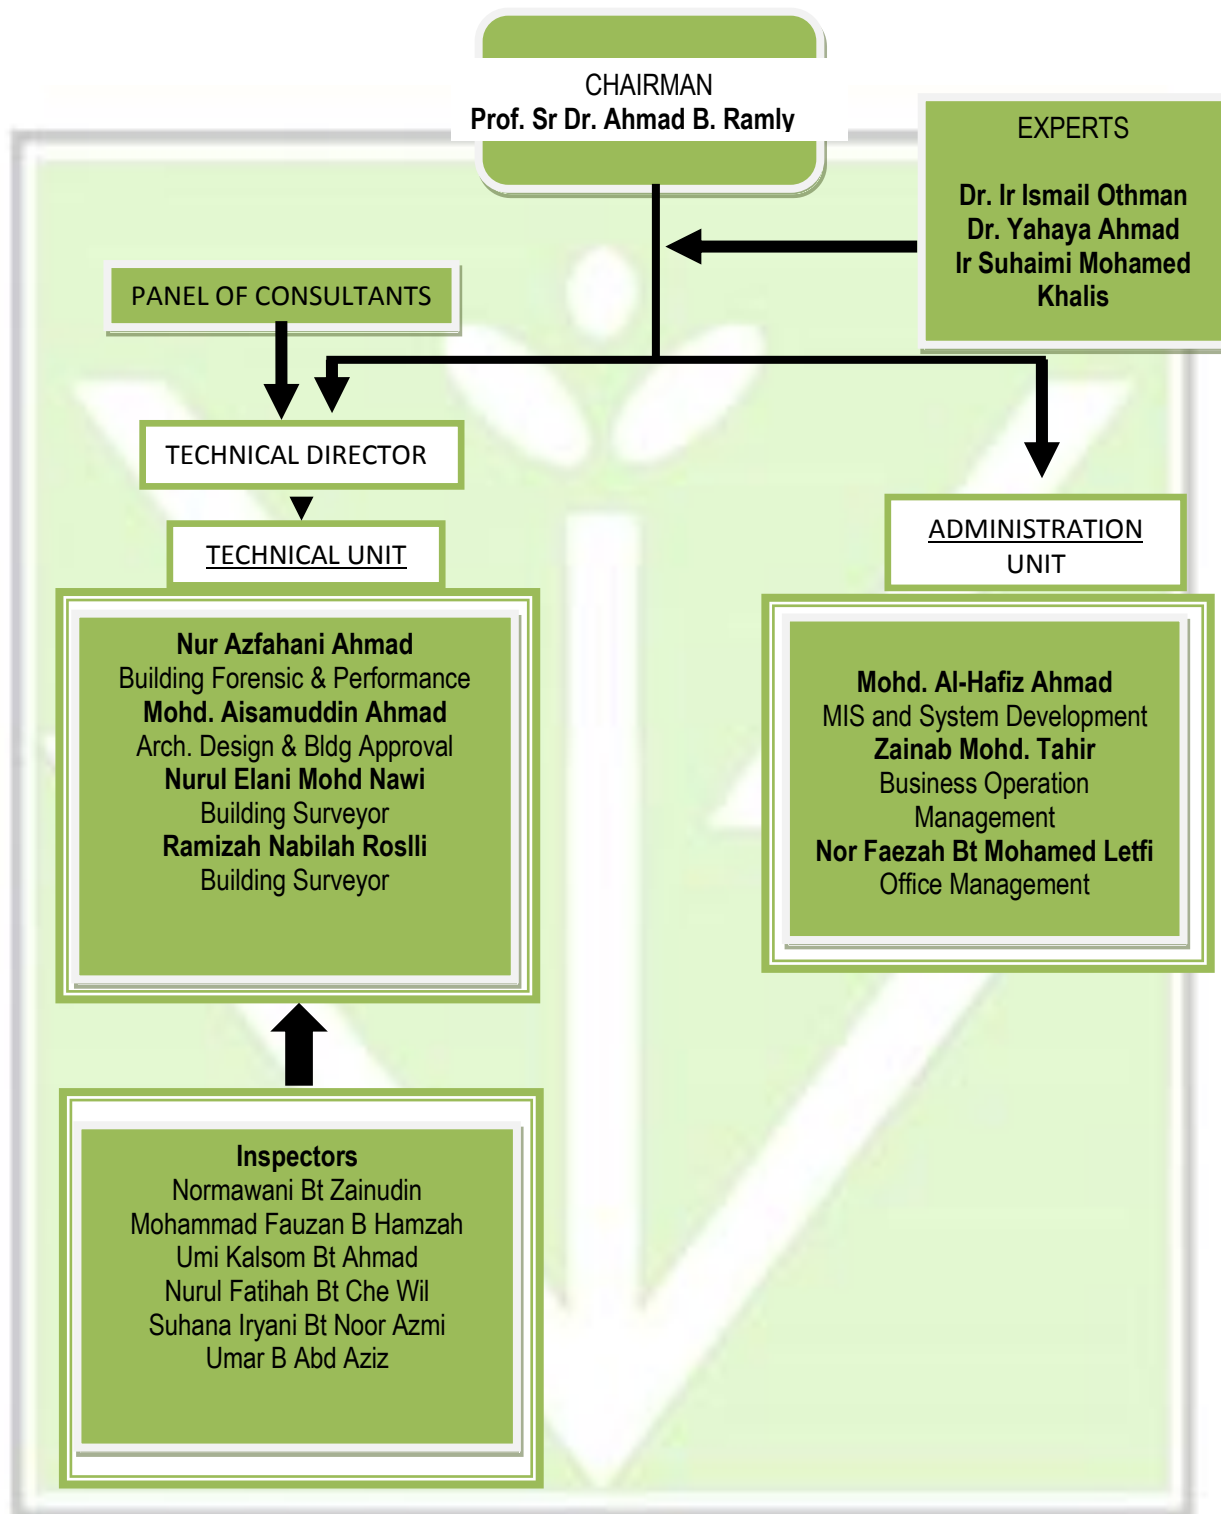 CHAIRMAN
Prof. Sr Dr. Ahmad B. Ramly
EXPERTS
Dr. Ir Ismail Othman
Dr. Yahaya Ahmad
Ir Suhaimi Mohamed
Khalis
PANEL OF CONSULTANTS
TECHNICAL DIRECTOR
TECHNICAL UNIT
Nur Azfahani Ahmad
Building Forensic & Performance
Mohd. Aisamuddin Ahmad
Arch. Design & Bldg Approval
Nurul Elani Mohd Nawi
Building Surveyor
Ramizah Nabilah Roslli
Building Surveyor
ADMINISTRATION
UNIT
Mohd. Al-Hafiz Ahmad
MIS and System Development
Zainab Mohd. Tahir
Business Operation
Management
Nor Faezah Bt Mohamed Letfi
Office Management
Inspectors
Normawani Bt Zainudin
Mohammad Fauzan B Hamzah
Umi Kalsom Bt Ahmad
Nurul Fatihah Bt Che Wil
Suhana Iryani Bt Noor Azmi
Umar B Abd Aziz